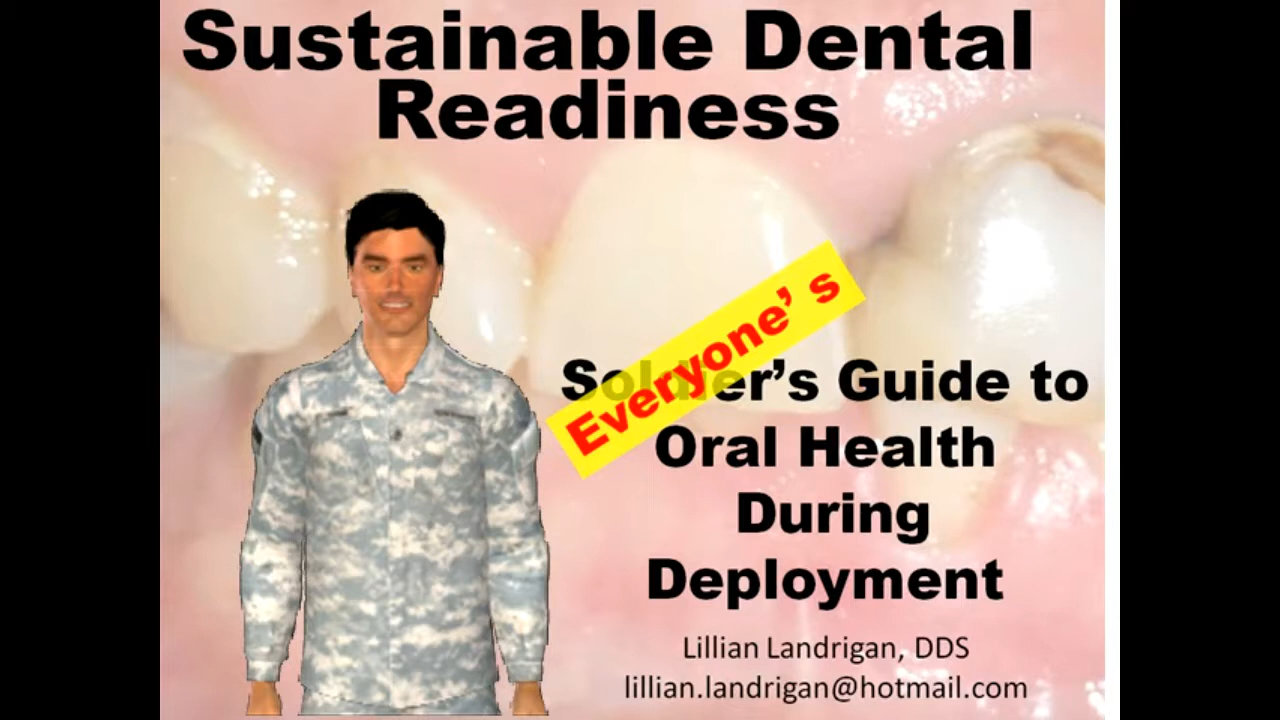 Sustainable Dental
Readiness
Everyone’ s
Soldier’s Guide to
Oral Health
During
Deployment
Lillian Landrigan, DDS
lillian.landrigan@hotmail.com